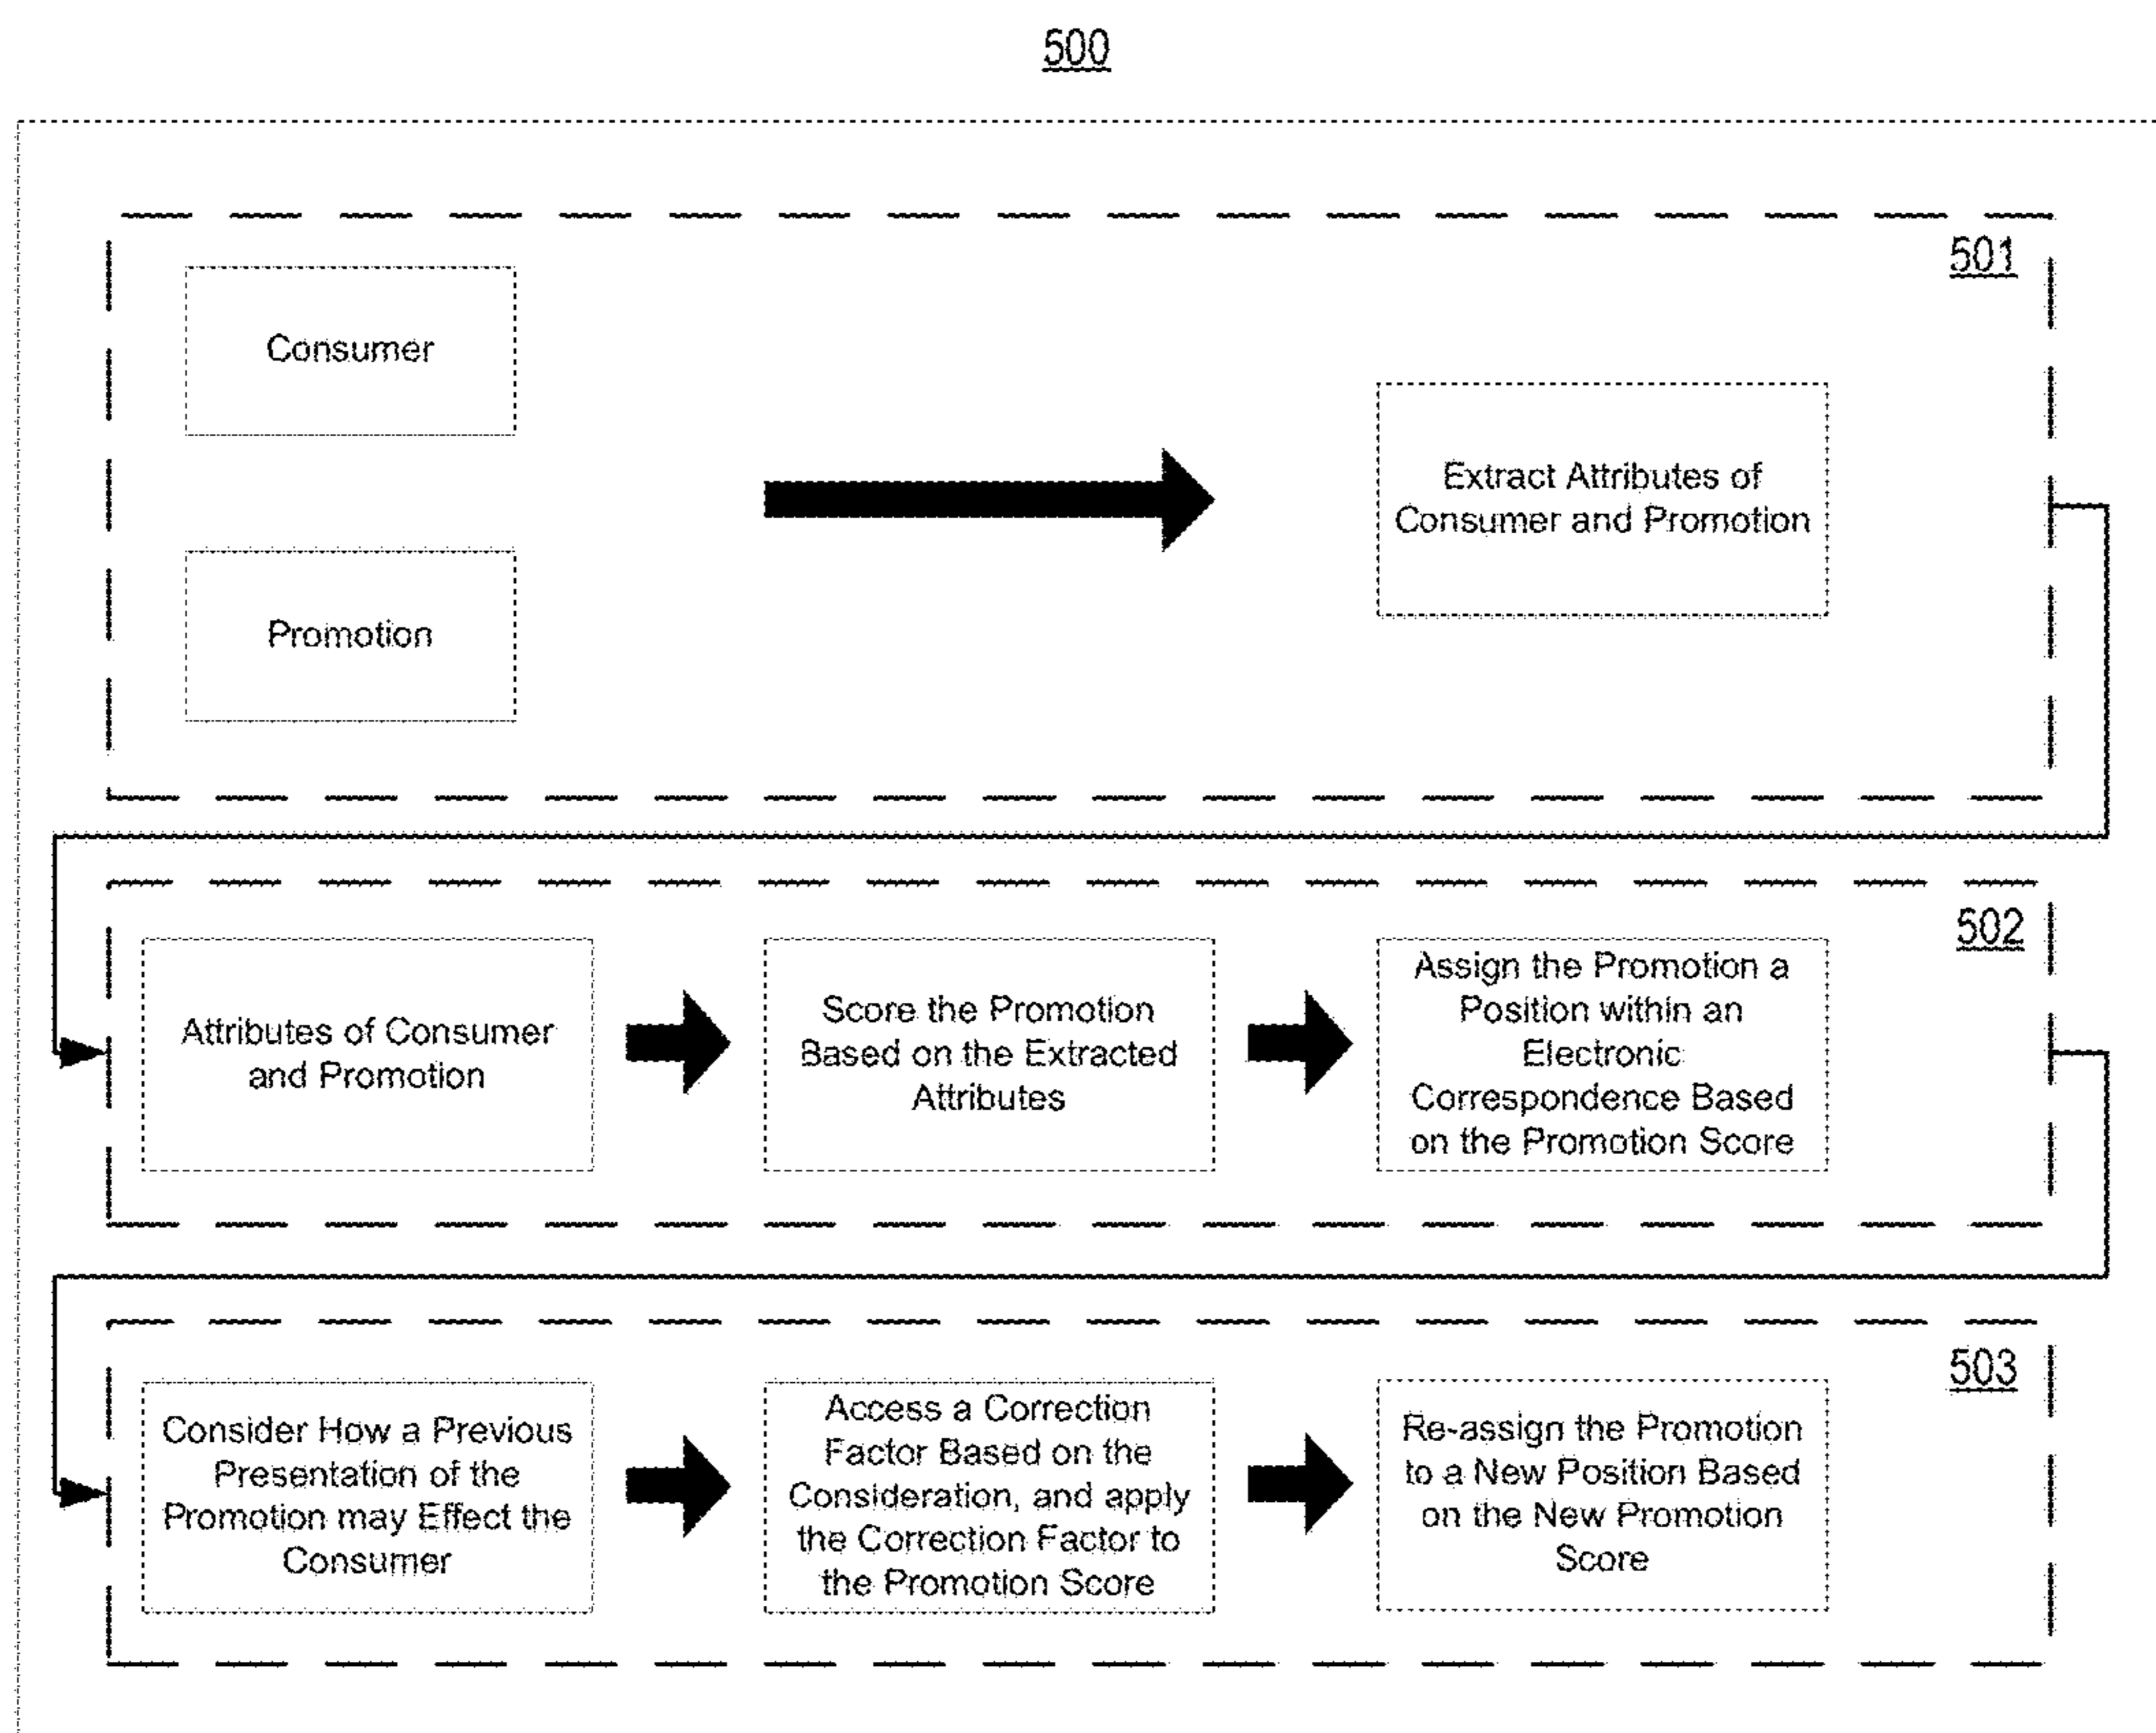 500
501
Consumer
Extract Attributes of
Consumer and Promotion
Promotion
502
Attributes of Consumer
and Promotion
Score the Promotion
Based on the Extracted
Attributes
Assign the Promotion a
Position within an
Electronic
Correspondence Based
on the Promotion Score
503
Consider How a Previous
Presentation of the
Promotion may Effect the
Consumer
Access a Correction
Factor Based on the
Consideration, and apply
the Correction Factor to
the Promotion Score
Re-assign the Promotion
to a New Position Based
on the New Promotion
Score